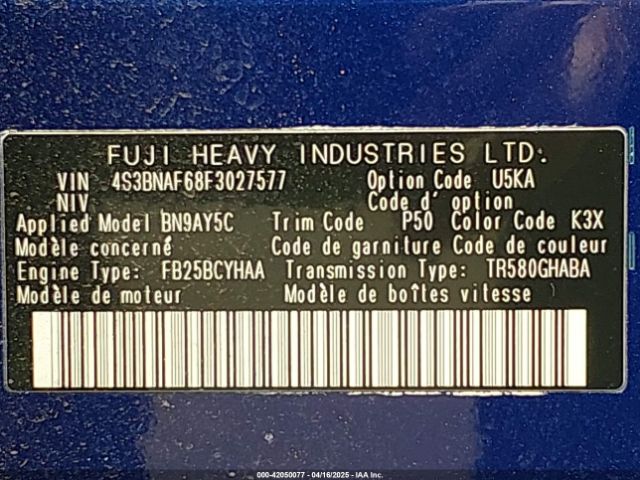 FUJI HEAVY INDUSTRIES LTD.
VIN 4S3BNAF68F3027577 Option Code U5KA
NIV Code d'option
Applied Model BN9AY5C Trim Code P50 Color Code K3X
Modèle concerné Code de garniture Code de couleur
Engine Type: FB25BCYHAA Transmission Type: TR580GHABA
Modèle de moteur Modèle de boîtes vitesse
000-42050077 - 04/16/2025 - IAA Inc.